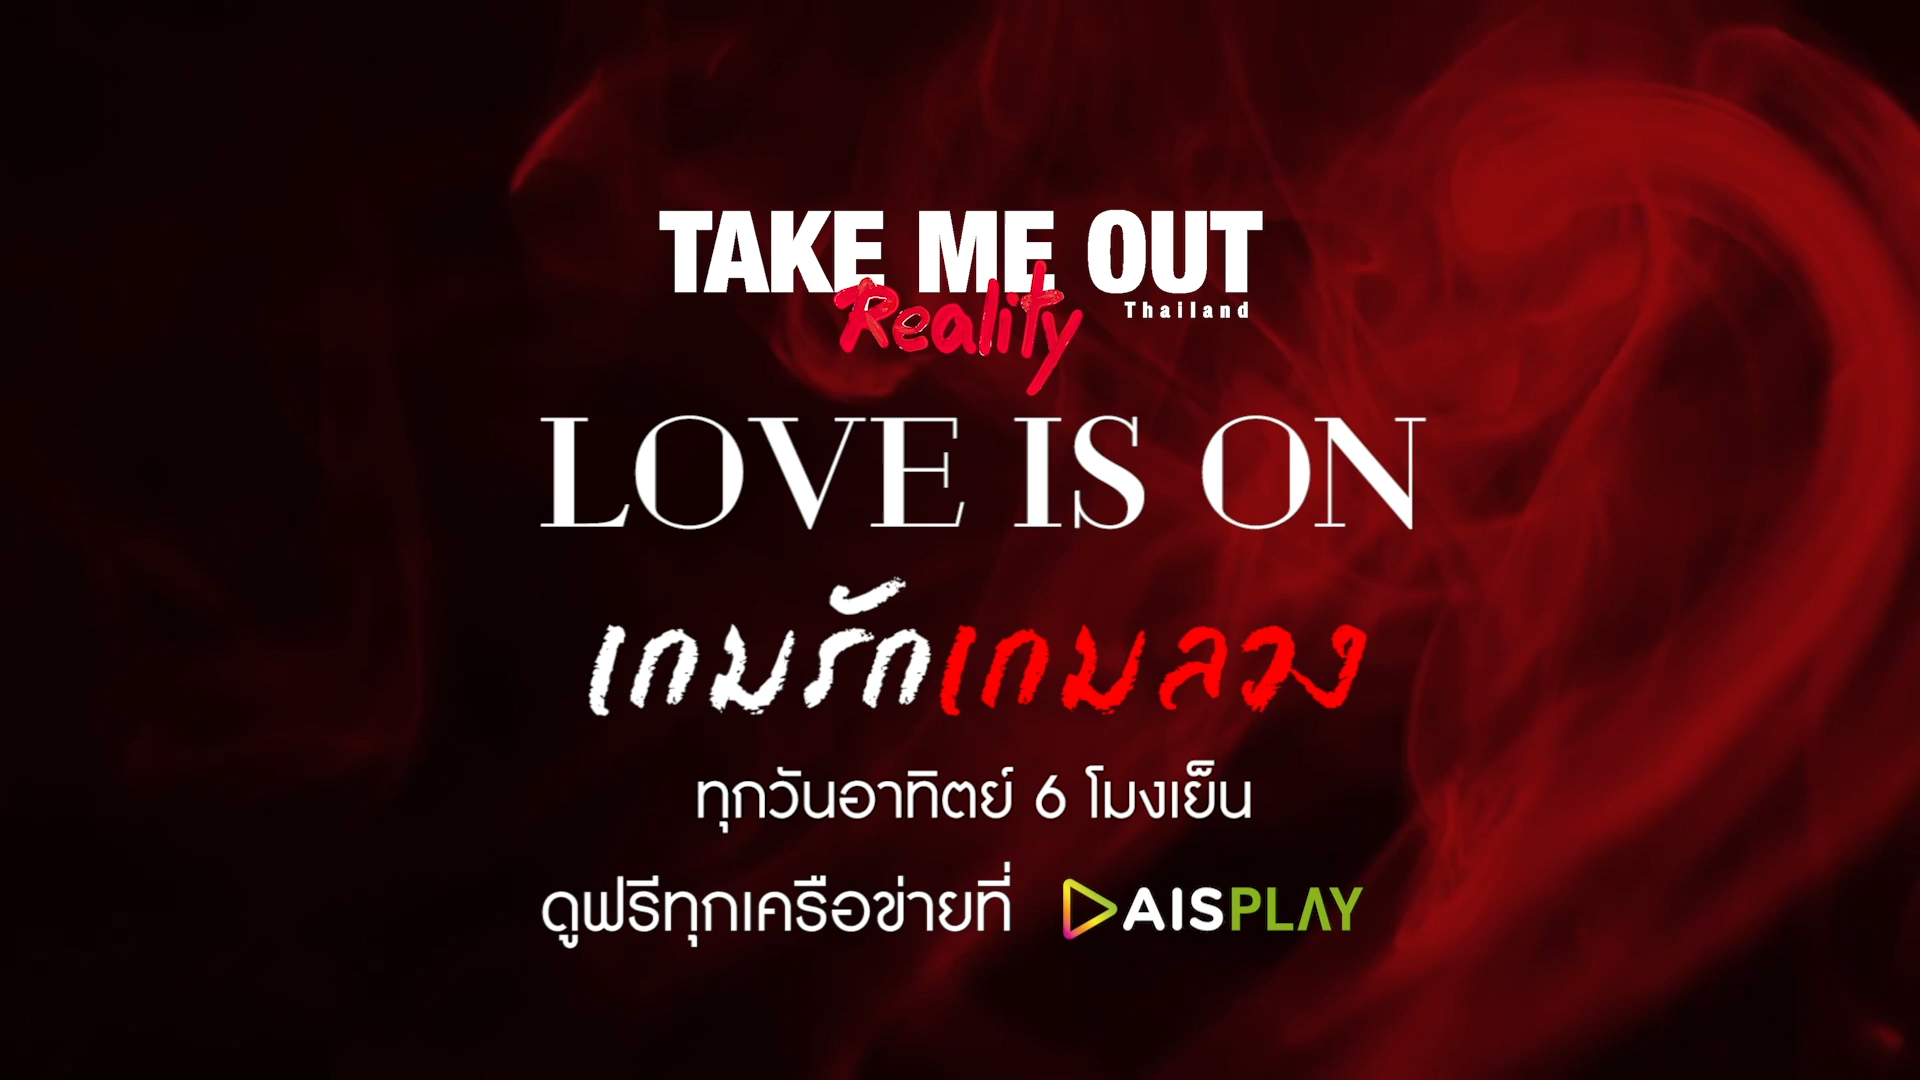 TAKE ME OUT
Reality Thailand
LOVE IS ON
เกมรักเกมลวง
ทุกวันอาทิตย์ 6 โมงเย็น
ดูฟรีทุกเครือข่ายที่ AISPLAY